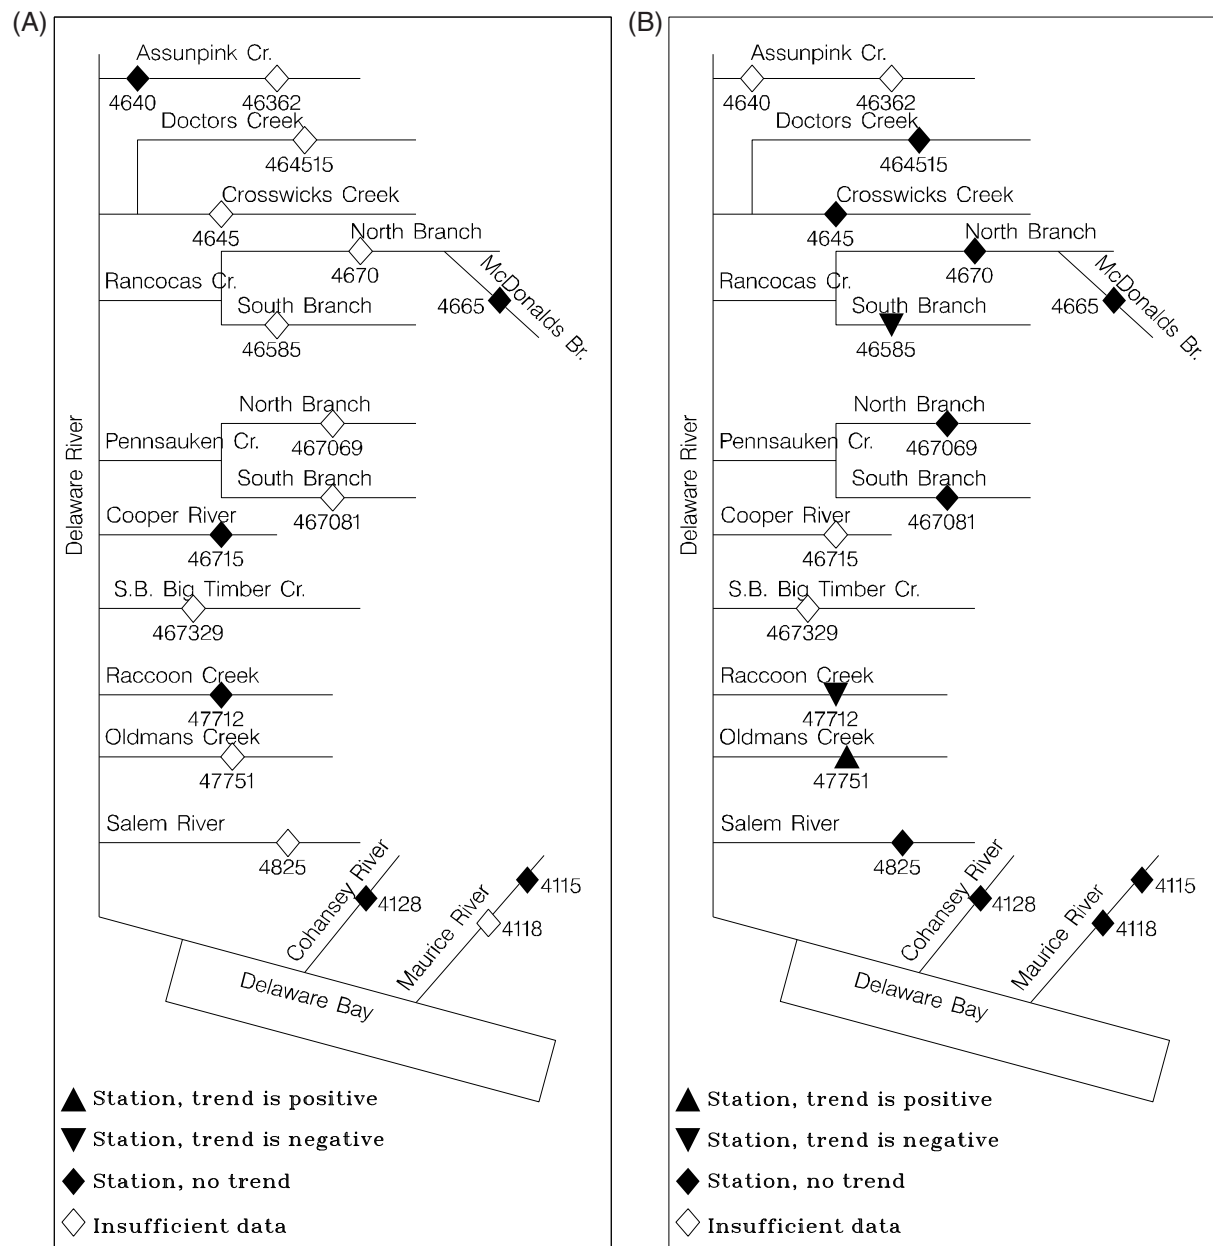 (A)
Assunpink Cr.
4640
46362
Doctors Creek
464515
Crosswicks Creek
4645
North Branch
4670
Rancocas Cr.
McDonalds Br.
4665
South Branch
46585
North Branch
467069
Pennsauken Cr.
South Branch
467081
Delaware River
Cooper River
46715
S.B. Big Timber Cr.
467329
Raccoon Creek
47712
Oldmans Creek
47751
Salem River
4825
Cohansey River
4128
Maurice River
4115
4118
Delaware Bay
Station, trend is positive
Station, trend is negative
Station, no trend
Insufficient data
(B)
Assunpink Cr.
4640
46362
Doctors Creek
464515
Crosswicks Creek
4645
North Branch
4670
Rancocas Cr.
McDonalds Br.
4665
South Branch
46585
North Branch
467069
Pennsauken Cr.
South Branch
467081
Delaware River
Cooper River
46715
S.B. Big Timber Cr.
467329
Raccoon Creek
47712
Oldmans Creek
47751
Salem River
4825
Cohansey River
4128
Maurice River
4115
4118
Delaware Bay
Station, trend is positive
Station, trend is negative
Station, no trend
Insufficient data